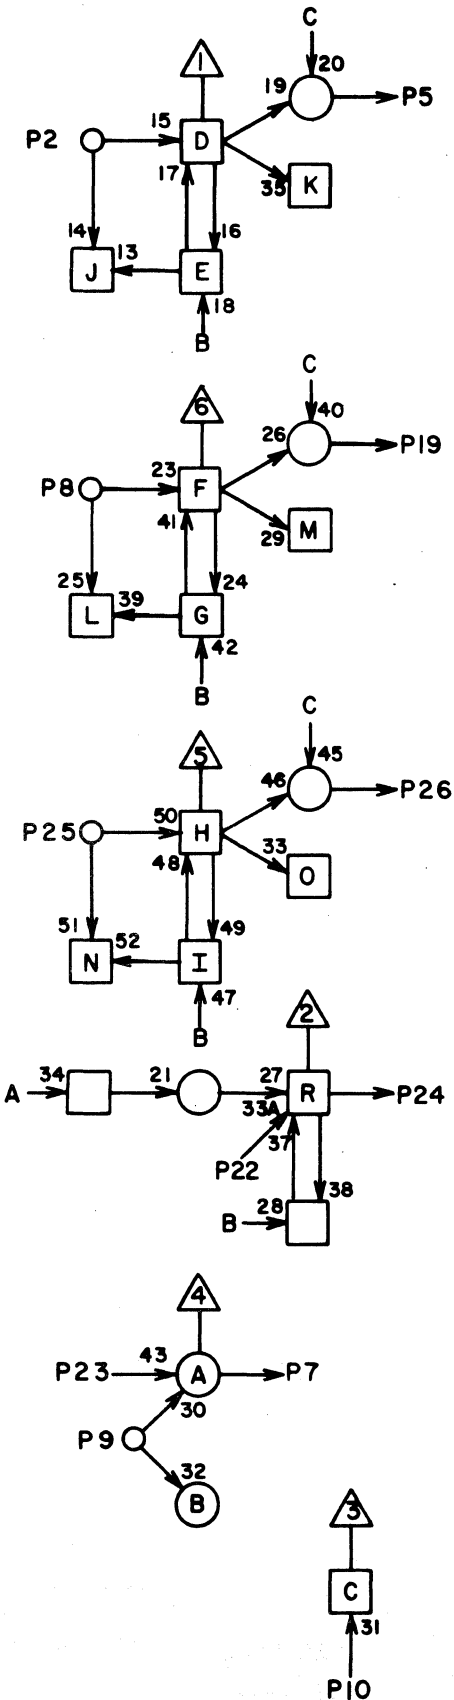 C
1
20
19
P5
15
P2
D
17
35
K
14
16
13
J
E
18
B
C
6
40
26
P19
23
P8
F
41
29
M
25
24
39
L
G
42
B
C
5
45
46
P26
50
P25
H
33
48
O
51
49
52
N
I
2
47
B
34
21
27
A
R
P24
33A
37
P22
38
28
B
4
43
P23
A
P7
30
P9
32
B
3
C
31
P10